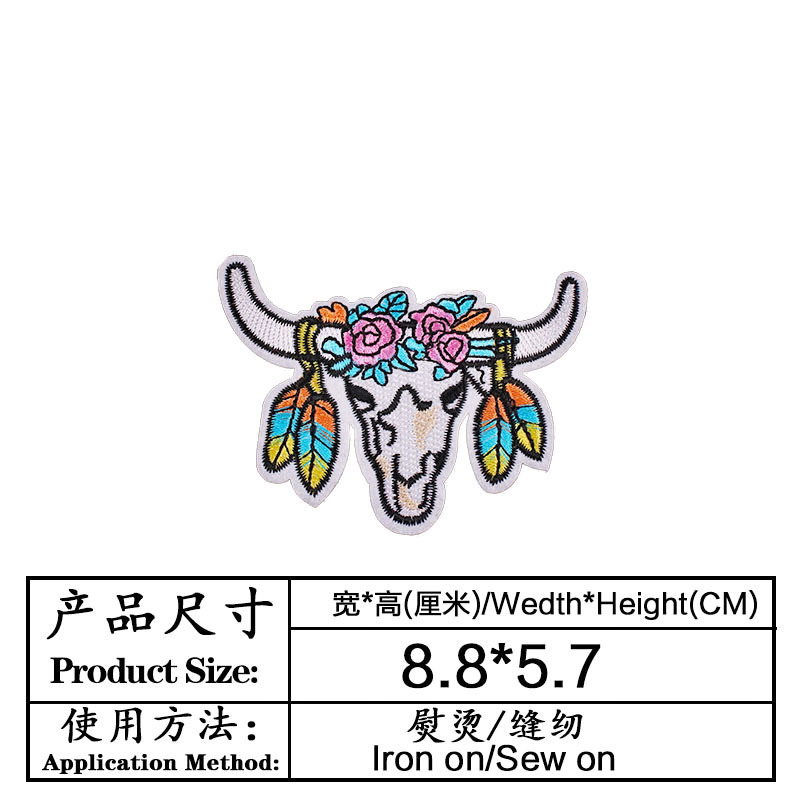 产品尺寸
Product Size:
宽*高(厘米)/Wedth*Height(CM)
8.8*5.7
使用方法：
Application Method:
熨烫/缝纫
Iron on/Sew on